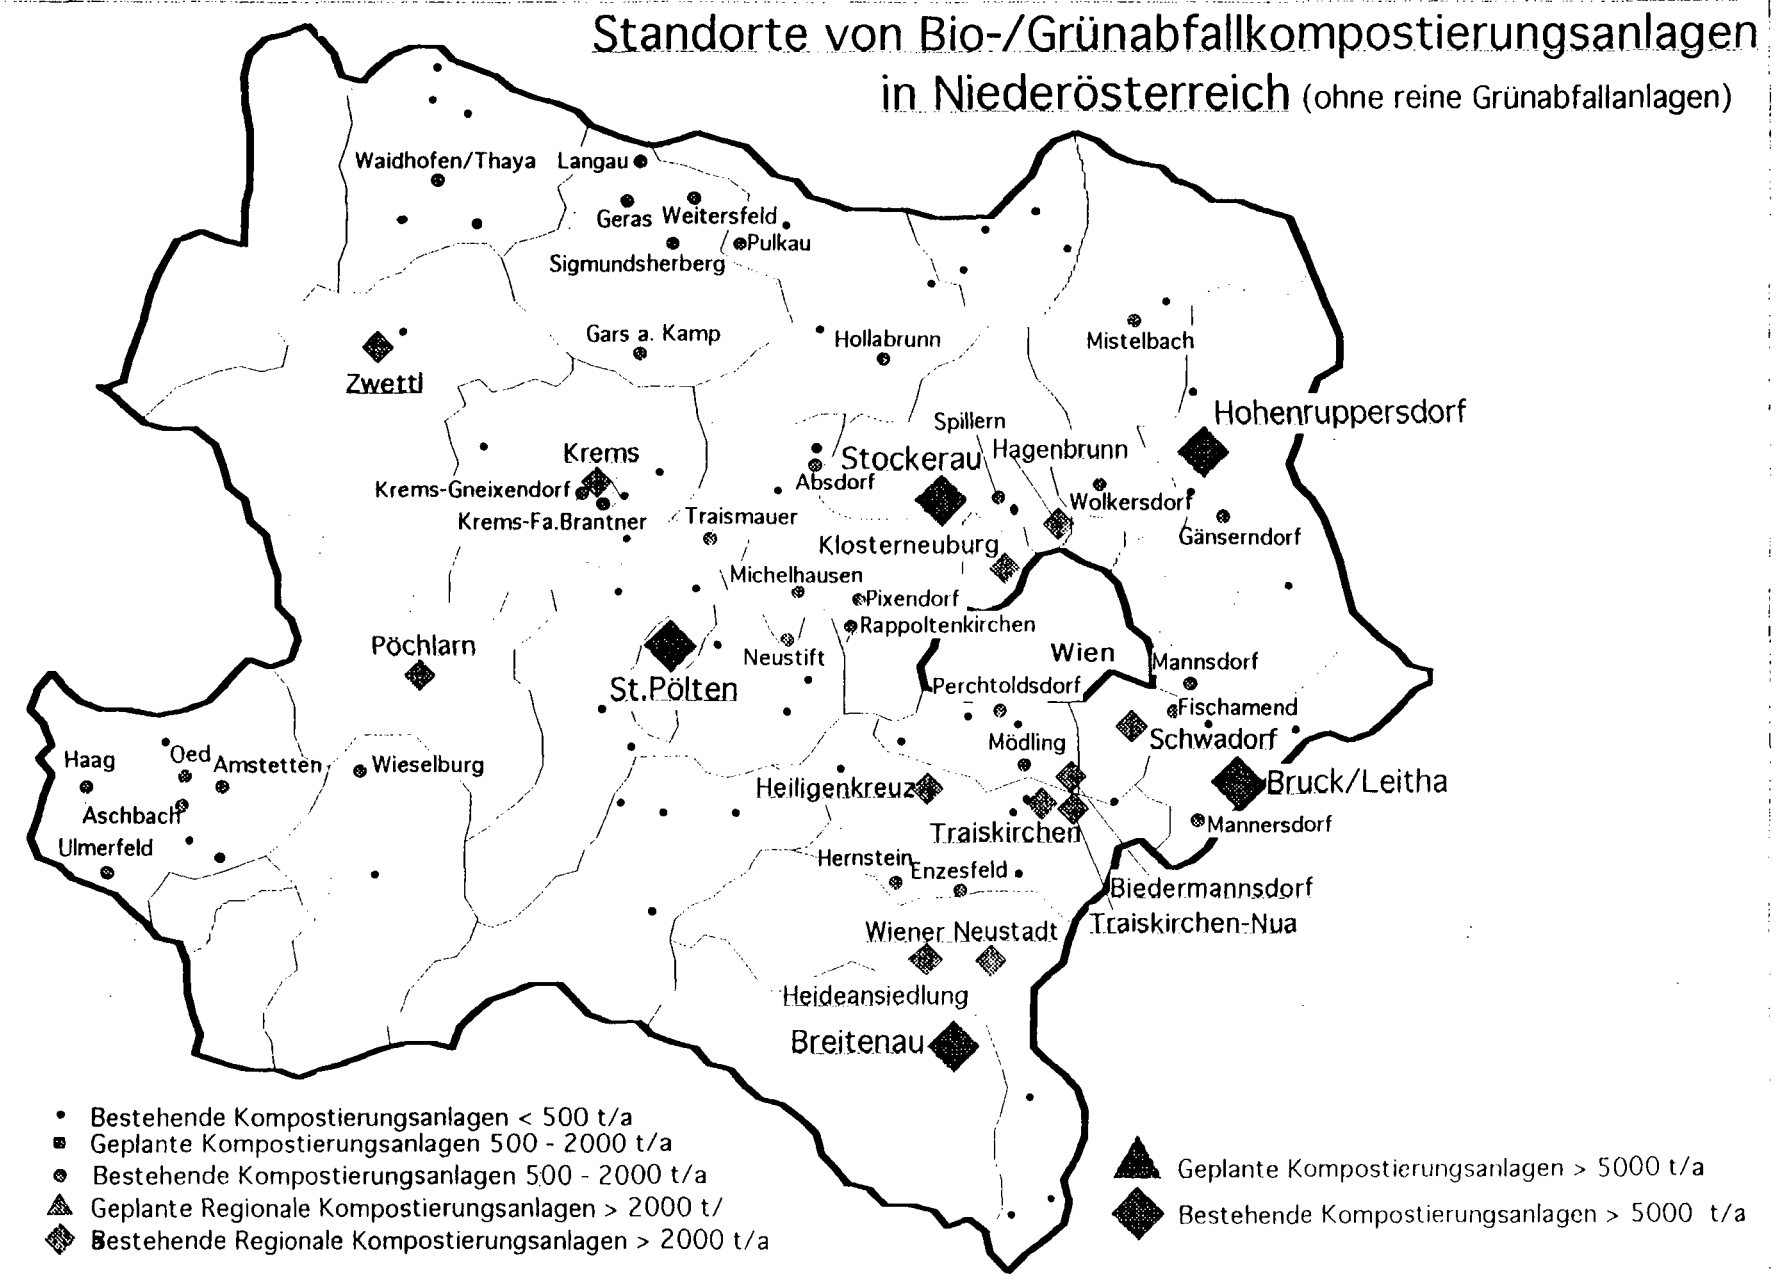 Standorte von Bio-/Grünabfallkompostierungsanlagen
in Niederösterreich (ohne reine Grünabfallanlagen)
Waidhofen/Thaya
Langau
Geras
Weitersfeld
Pulkau
Sigmundsherberg
Gars a. Kamp
Hollabrunn
Mistelbach
Zwettl
Hohenruppersdorf
Spillern
Hagenbrunn
Krems
Stockerau
Krems-Gneixendorf
Absdorf
Wolkersdorf
Krems-Fa.Brantner
Traismauer
Gänserndorf
Klosterneuburg
Michelhausen
Pixendorf
Rappoltenkirchen
Pöchlarn
Neustift
Wien
Mannsdorf
St.Pölten
Perchtoldsdorf
Fischamend
Schwadorf
Mödling
Haag
Oed
Amstetten
Wieselburg
Heiligenkreuz
Bruck/Leitha
Aschbach
Traiskirchen
Mannersdorf
Ulmerfeld
Hernstein
Enzesfeld
Biedermannsdorf
Traiskirchen-Nua
Wiener Neustadt
Heideansiedlung
Breitenau
Bestehende Kompostierungsanlagen < 500 t/a
Geplante Kompostierungsanlagen 500 - 2000 t/a
Bestehende Kompostierungsanlagen 500 - 2000 t/a
Geplante Regionale Kompostierungsanlagen > 2000 t/
Bestehende Regionale Kompostierungsanlagen > 2000 t/a
Geplante Kompostierungsanlagen > 5000 t/a
Bestehende Kompostierungsanlagen > 5000 t/a